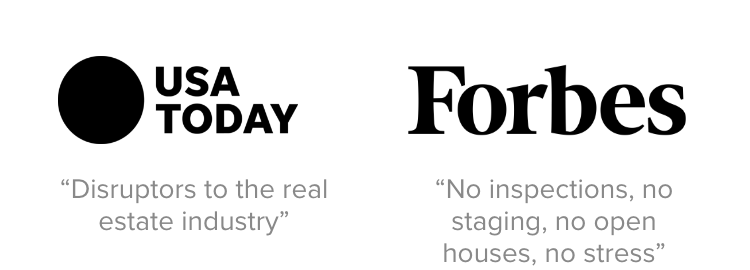 USA
TODAY
“Disruptors to the real
estate industry”
Forbes
“No inspections, no
staging, no open
houses, no stress”